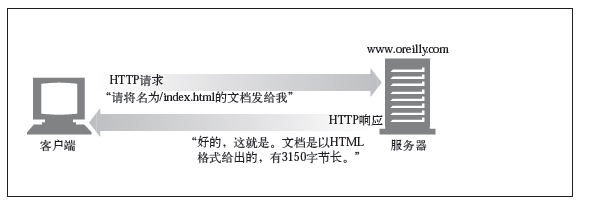 www.oreilly.com
HTTP请求
“请将名为/index.html的文档发给我”
HTTP响应
客户端
“好的，这就是。文档是以HTML
格式给出的，有3150字节长。”
服务器